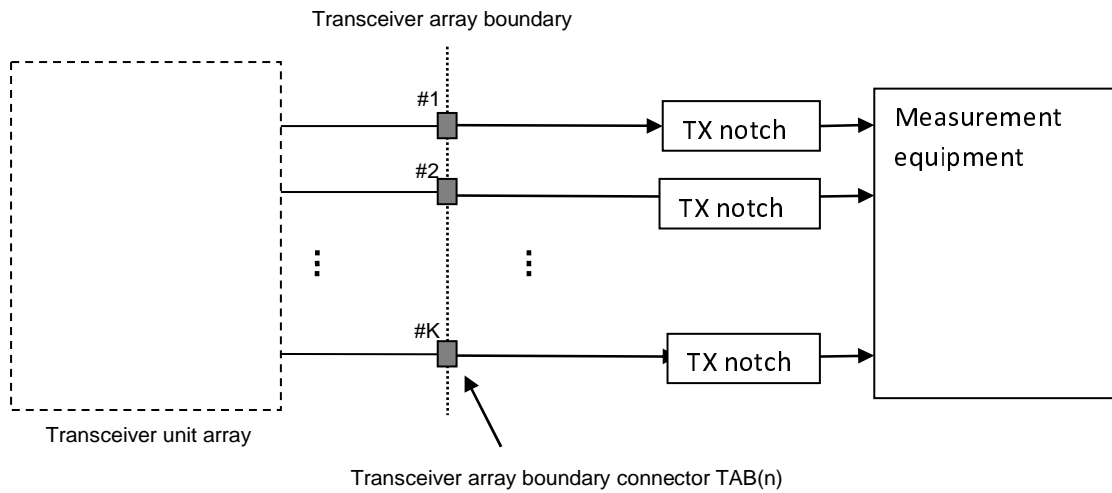 Transceiver array boundary
#1
TX notch
Measurement
equipment
#2
TX notch
#K
TX notch
Transceiver unit array
Transceiver array boundary connector TAB(n)